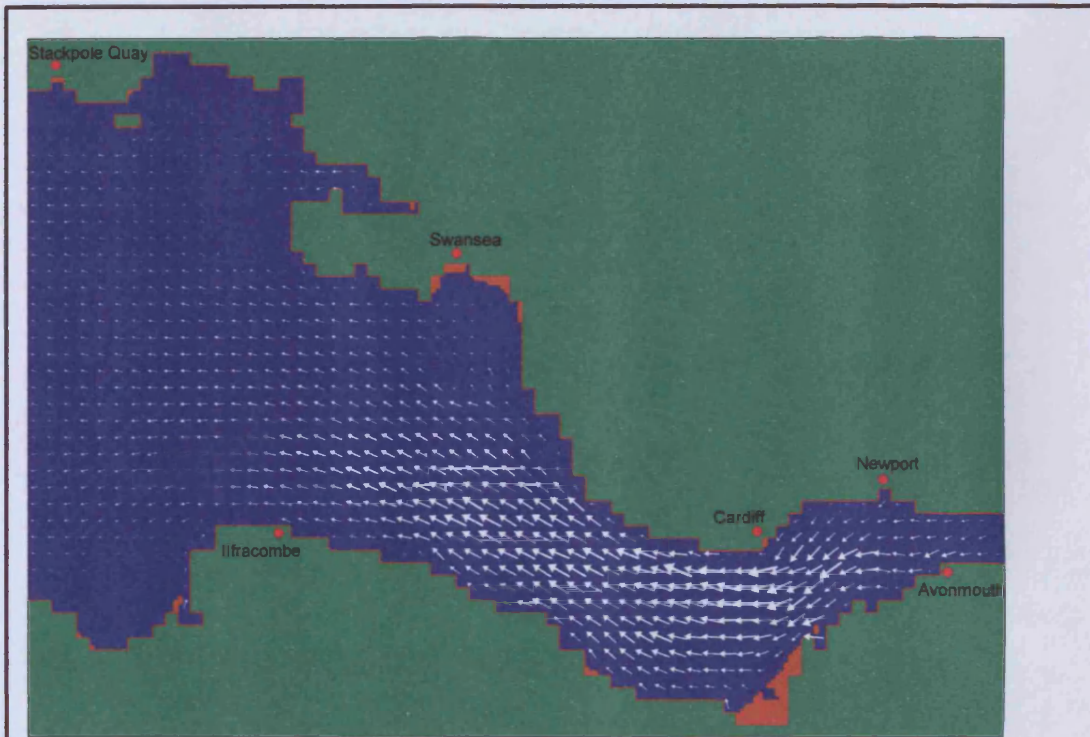 Stackpole Quay
Swansea
Newport
Cardiff
Ilfracombe
Avonmouth